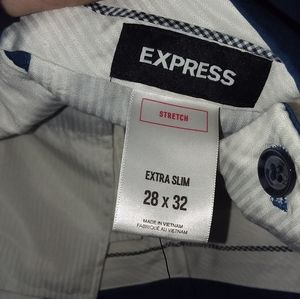 EXPRESS
STRETCH
EXTRA SLIM
28 x 32
MADE IN VIETNAM
FABRIQUÉ AU VIETNAM